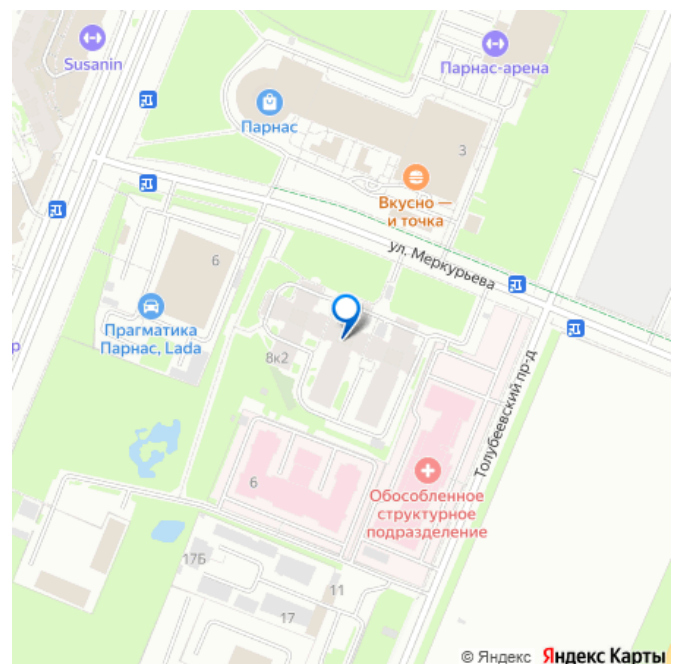 Susanin
Парнас-арена
Парнас
3
Вкусно —
и точка
ул. Меркурьева
6
Прагматика
Парнас, Lada
8к2
Толубеевский пр-д
6
Обособленное
структурное
подразделение
17Б
11
17
© Яндекс Яндекс Карты